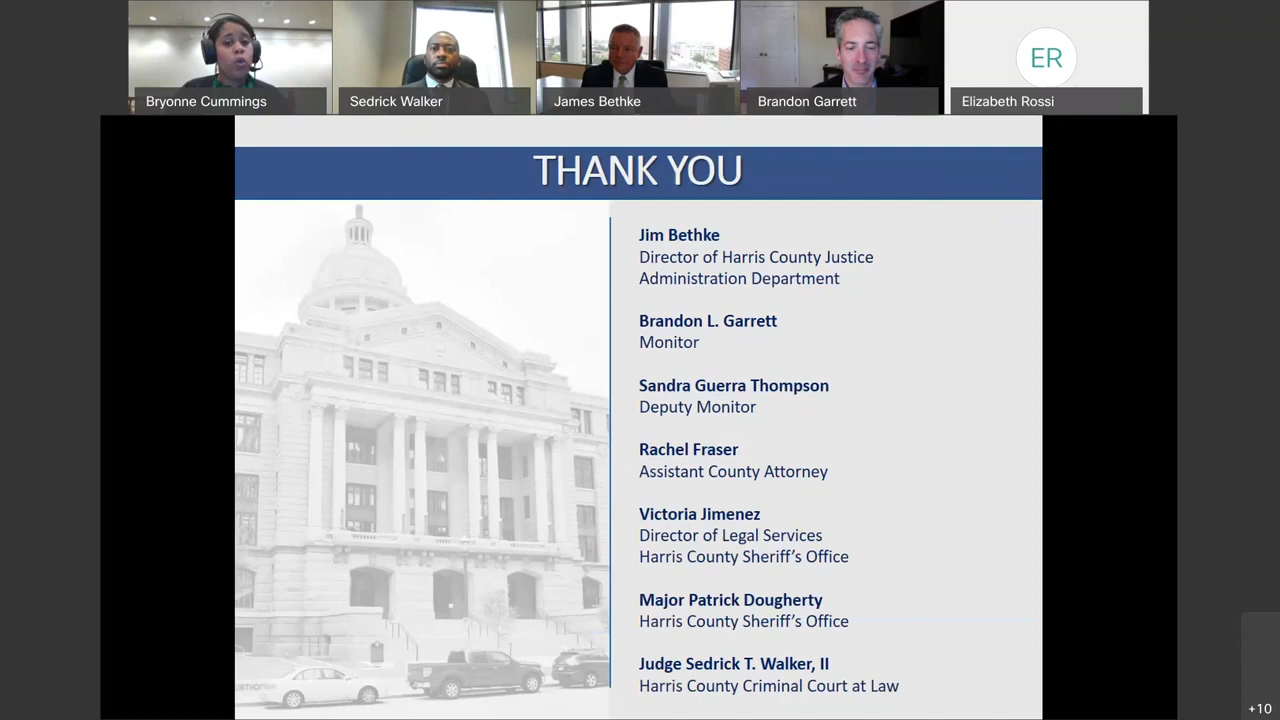 Bryonne Cummings
Sedrick Walker
James Bethke
Brandon Garrett
ER
Elizabeth Rossi
THANK YOU
Jim Bethke
Director of Harris County Justice
Administration Department
Brandon L. Garrett
Monitor
Sandra Guerra Thompson
Deputy Monitor
Rachel Fraser
Assistant County Attorney
Victoria Jimenez
Director of Legal Services
Harris County Sheriff’s Office
Major Patrick Dougherty
Harris County Sheriff’s Office
Judge Sedrick T. Walker, II
Harris County Criminal Court at Law
+10